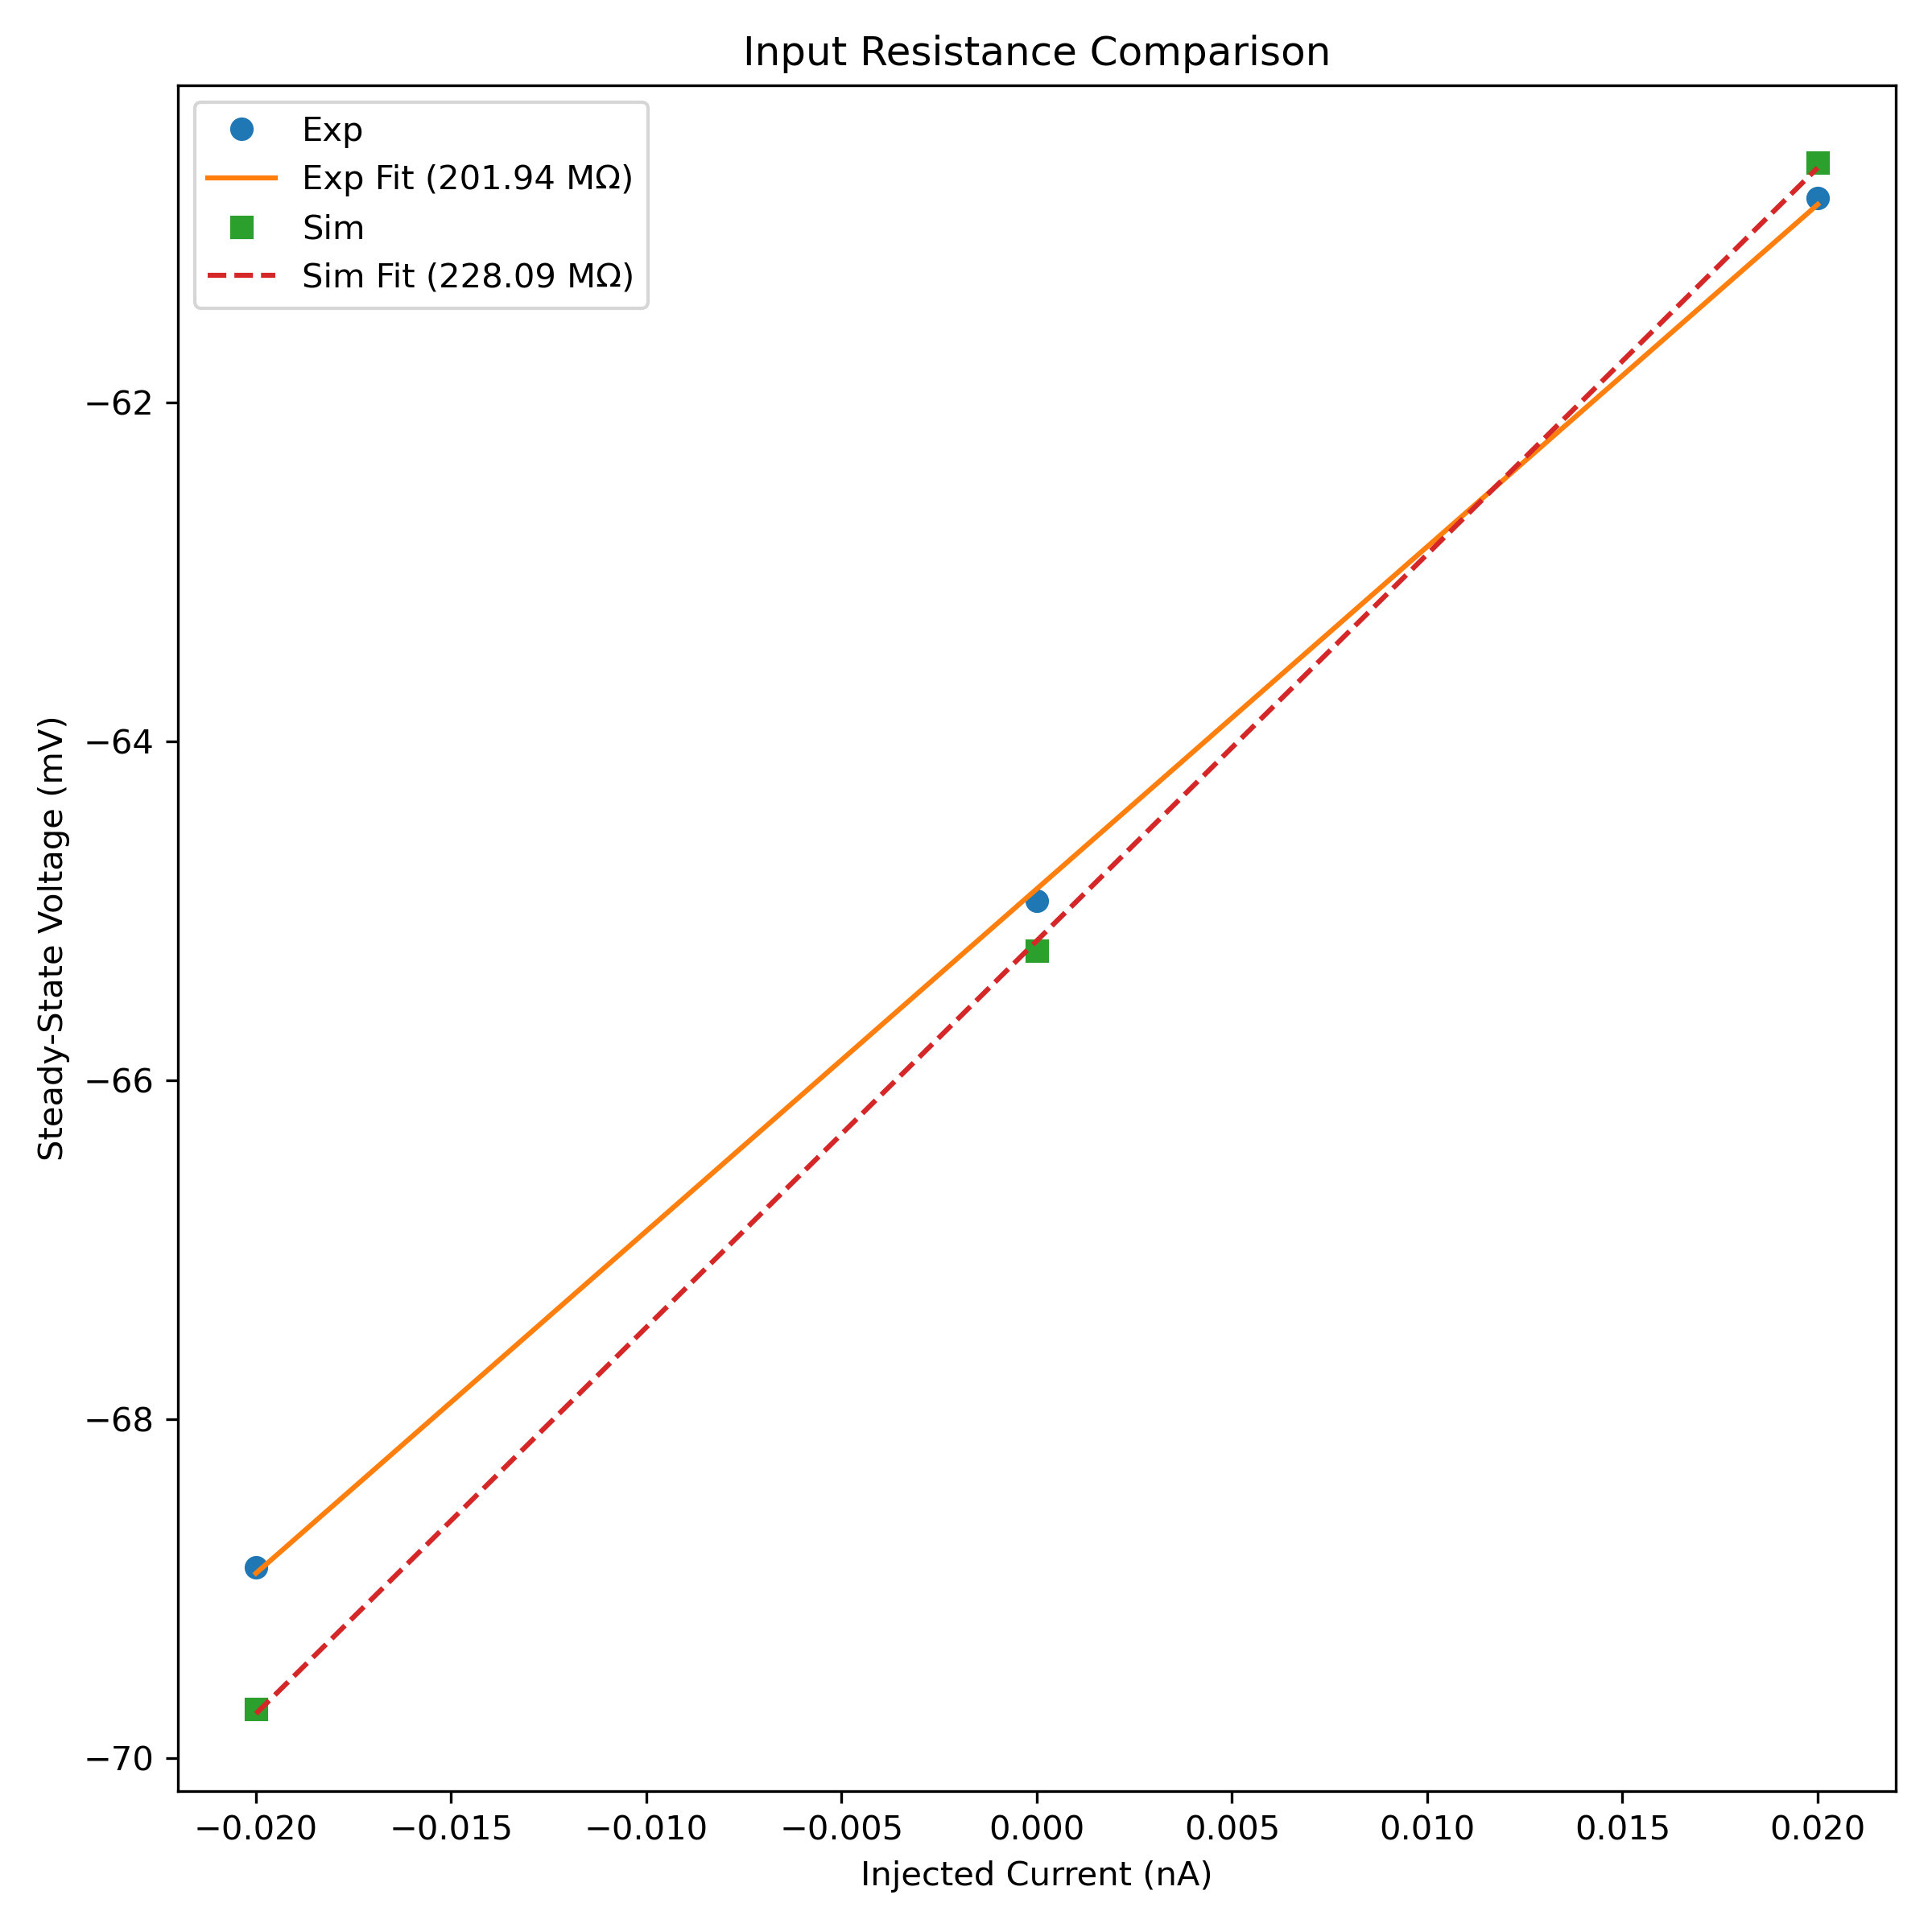 Input Resistance Comparison
Exp
Exp Fit (201.94 MΩ)
Sim
Sim Fit (228.09 MΩ)
−62
−64
−66
−68
−70
Steady-State Voltage (mV)
−0.020
−0.015
−0.010
−0.005
0.000
0.005
0.010
0.015
0.020
Injected Current (nA)